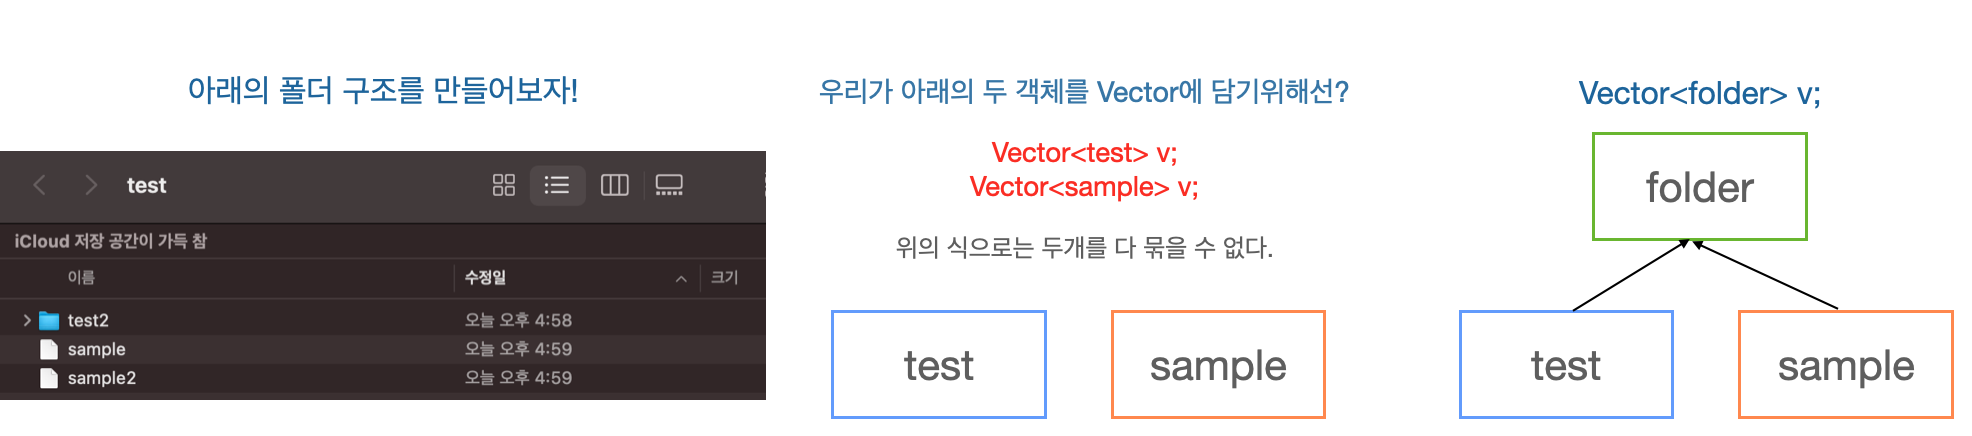 아래의 폴더 구조를 만들어보자!
test
iCloud 저장 공간이 가득 참
이름 수정일 크기
test2 오늘 오후 4:58
sample 오늘 오후 4:59
sample2 오늘 오후 4:59
우리가 아래의 두 객체를 Vector에 담기위해선?
Vector<test> v;
Vector<sample> v;
위의 식으로는 두개를 다 묶을 수 없다.
test
sample
Vector<folder> v;
folder
test
sample